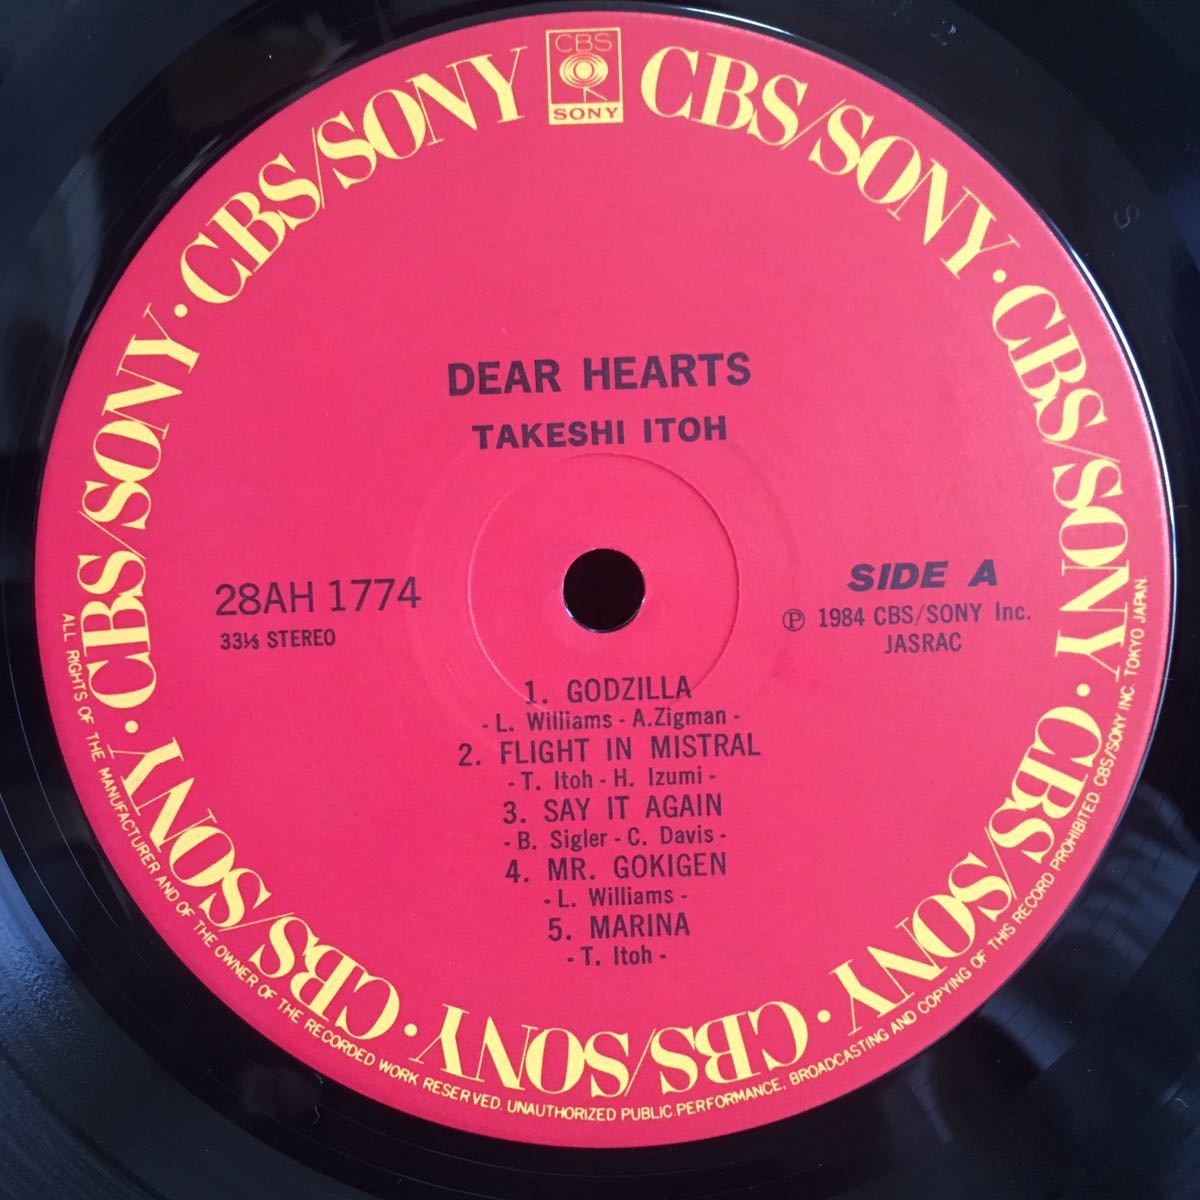 CBS
SONY
CBS/SONY · CBS/SONY · CBS/SONY · CBS/SONY · CBS/SONY · CBS/SONY · CBS/SONY · CBS/SONY
DEAR HEARTS
TAKESHI ITOH
28AH 1774
33⅓ STEREO
SIDE A
Ⓟ 1984 CBS/SONY Inc.
JASRAC
1. GODZILLA
- L. Williams - A.Zigman -
2. FLIGHT IN MISTRAL
- T. Itoh - H. Izumi -
3. SAY IT AGAIN
- B. Sigler - C. Davis -
4. MR. GOKIGEN
- L. Williams -
5. MARINA
- T. Itoh -
ALL RIGHTS OF THE MANUFACTURER AND OF THE OWNER OF THE RECORDED WORK RESERVED. UNAUTHORIZED PUBLIC PERFORMANCE, BROADCASTING AND COPYING OF THIS RECORD PROHIBITED. CBS/SONY INC. TOKYO JAPAN.